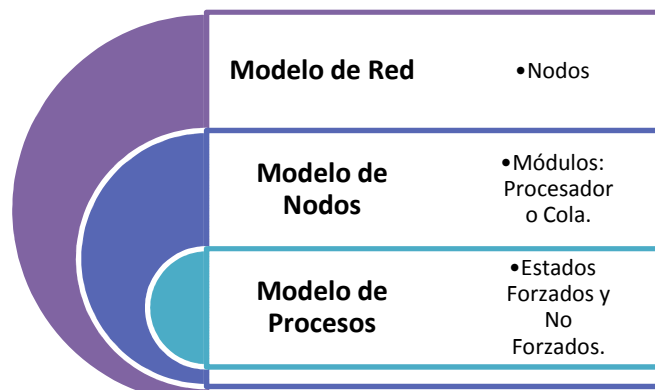 Modelo de Red
•Nodos
Modelo de
Nodos
•Módulos:
Procesador
o Cola.
Modelo de
Procesos
•Estados
Forzados y
No
Forzados.